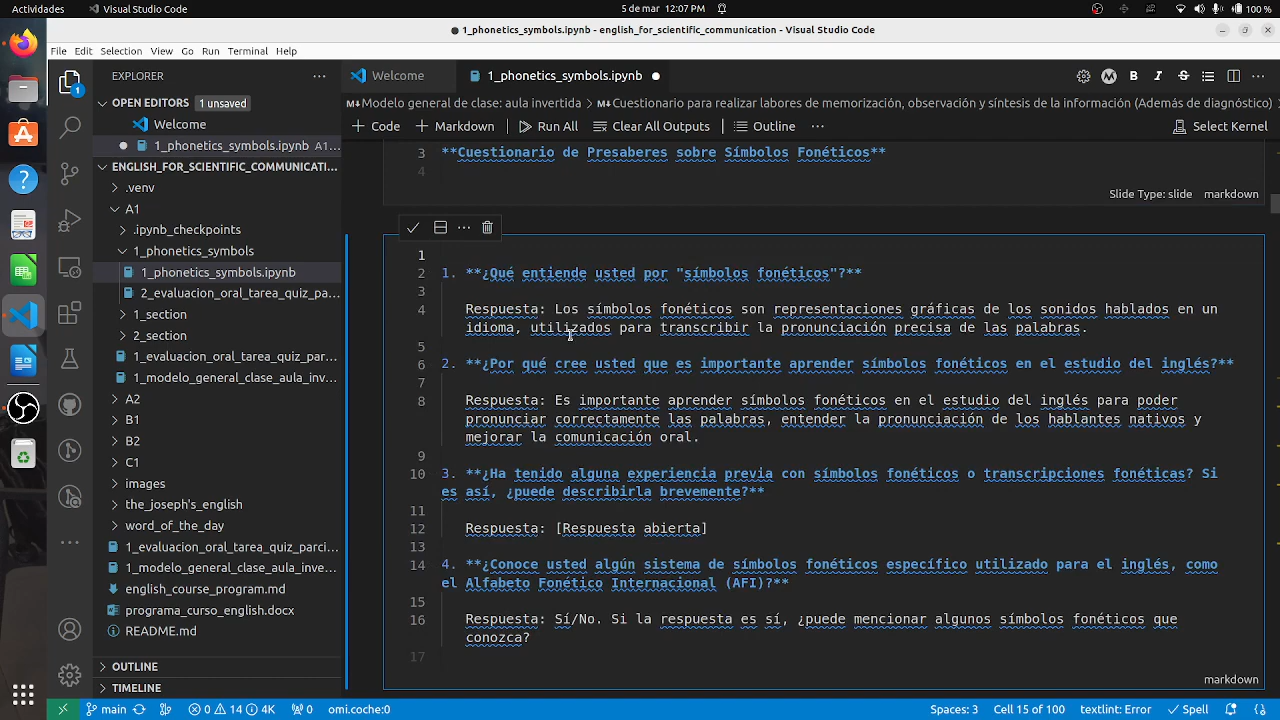 Actividades Visual Studio Code 5 de mar 12:07 PM 100 %
1_phonetics_symbols.ipynb - english_for_scientific_communication - Visual Studio Code
File Edit Selection View Go Run Terminal Help
EXPLORER
Welcome 1_phonetics_symbols.ipynb
OPEN EDITORS 1 unsaved
Welcome
1_phonetics_symbols.ipynb A1...
ENGLISH_FOR_SCIENTIFIC_COMMUNICATI...
.venv
A1
.ipynb_checkpoints
1_phonetics_symbols
1_phonetics_symbols.ipynb
2_evaluacion_oral_tarea_quiz_pa...
1_section
2_section
1_evaluacion_oral_tarea_quiz_par...
1_modelo_general_clase_aula_inv...
A2
B1
B2
C1
images
the_joseph's_english
word_of_the_day
1_evaluacion_oral_tarea_quiz_parci...
1_modelo_general_clase_aula_inve...
english_course_program.md
programa_curso_english.docx
README.md
OUTLINE
TIMELINE
Modelo general de clase: aula invertida > Cuestionario para realizar labores de memorización, observación y síntesis de la información (Además de diagnóstico)
Code Markdown Run All Clear All Outputs Outline Select Kernel
3 **Cuestionario de Presaberes sobre Símbolos Fonéticos**
4
Slide Type: slide markdown
1
2 1. **¿Qué entiende usted por "símbolos fonéticos"?**
3
4 Respuesta: Los símbolos fonéticos son representaciones gráficas de los sonidos hablados en un
idioma, utilizados para transcribir la pronunciación precisa de las palabras.
5
6 2. **¿Por qué cree usted que es importante aprender símbolos fonéticos en el estudio del inglés?**
7
8 Respuesta: Es importante aprender símbolos fonéticos en el estudio del inglés para poder
pronunciar correctamente las palabras, entender la pronunciación de los hablantes nativos y
mejorar la comunicación oral.
9
10 3. **¿Ha tenido alguna experiencia previa con símbolos fonéticos o transcripciones fonéticas? Si
es así, ¿puede describirla brevemente?**
11
12 Respuesta: [Respuesta abierta]
13
14 4. **¿Conoce usted algún sistema de símbolos fonéticos específico utilizado para el inglés, como
el Alfabeto Fonético Internacional (AFI)?**
15
16 Respuesta: Sí/No. Si la respuesta es sí, ¿puede mencionar algunos símbolos fonéticos que
conozca?
17
markdown
main 0 14 4K 0 omi.coche:0 Spaces: 3 Cell 15 of 100 textlint: Error Spell